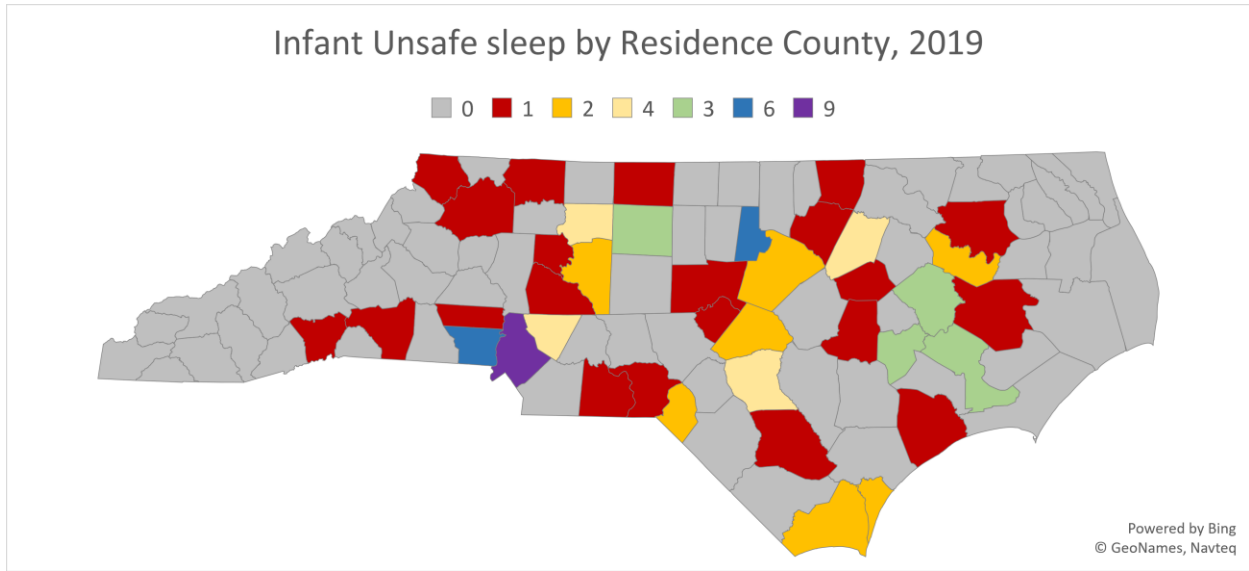 Infant Unsafe sleep by Residence County, 2019
0 1 2 4 3 6 9
Powered by Bing
© GeoNames, Navteq